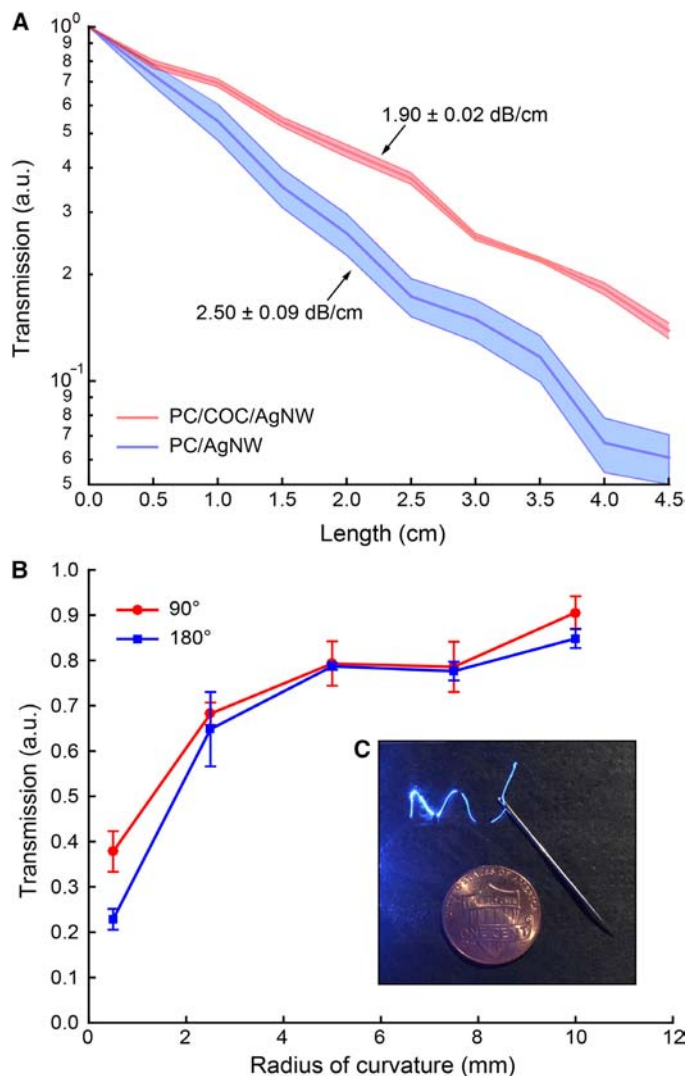 A
10⁰
9
8
7
6
5
4
3
2
10⁻¹
9
8
7
6
5
Transmission (a.u.)
1.90 ± 0.02 dB/cm
2.50 ± 0.09 dB/cm
PC/COC/AgNW
PC/AgNW
0.0 0.5 1.0 1.5 2.0 2.5 3.0 3.5 4.0 4.5
Length (cm)
B
1.0
0.9
0.8
0.7
0.6
0.5
0.4
0.3
0.2
0.1
0.0
Transmission (a.u.)
90°
180°
C
ONE CENT
0 2 4 6 8 10 12
Radius of curvature (mm)